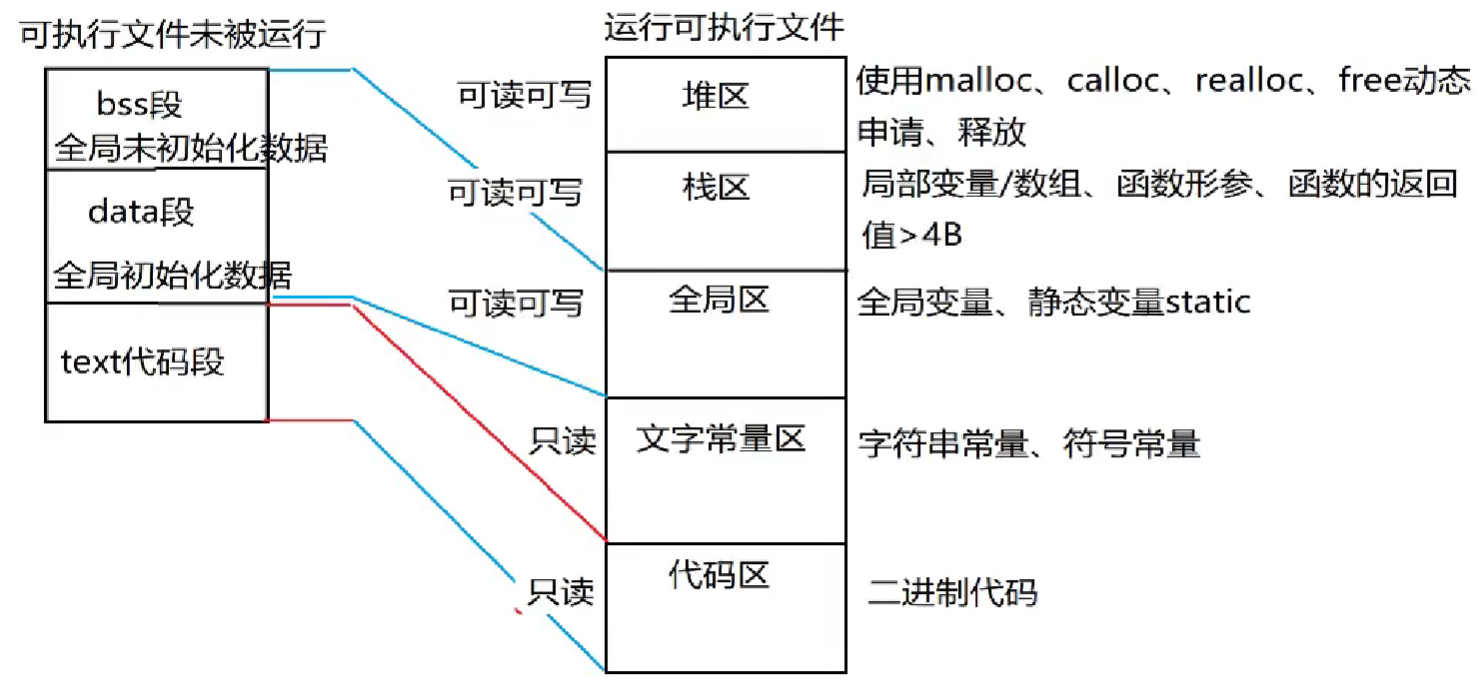 可执行文件未被运行
bss段
全局未初始化数据
data段
全局初始化数据
text代码段
运行可执行文件
可读可写
堆区
使用malloc、calloc、realloc、free动态
申请、释放
可读可写
栈区
局部变量/数组、函数形参、函数的返回
值>4B
可读可写
全局区
全局变量、静态变量static
只读
文字常量区
字符串常量、符号常量
只读
代码区
二进制代码